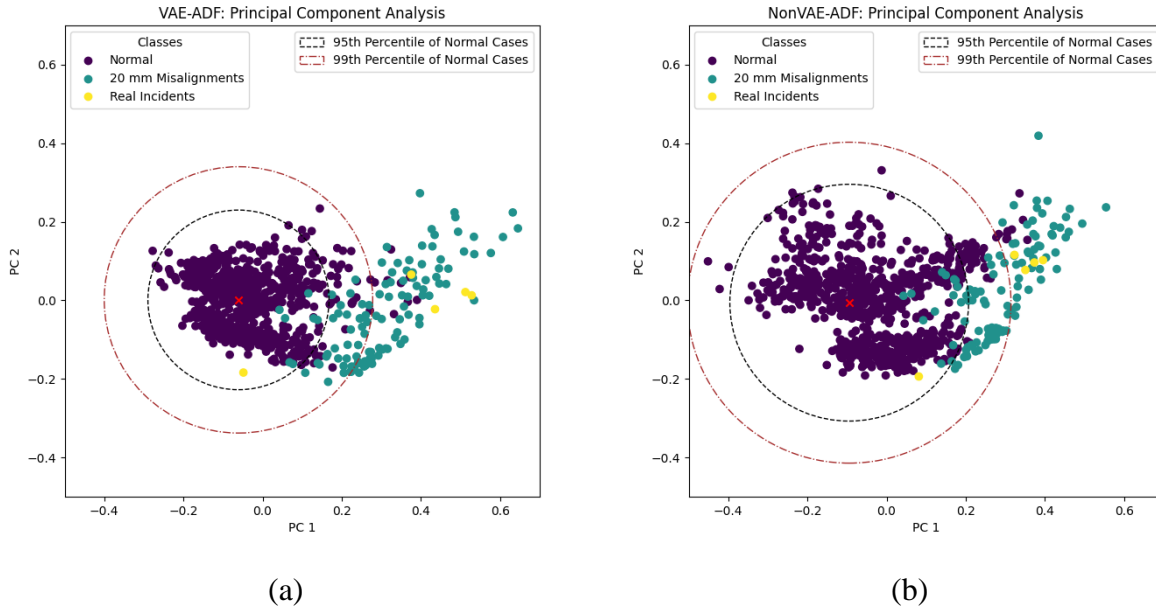 VAE-ADF: Principal Component Analysis
Classes
Normal
20 mm Misalignments
Real Incidents
95th Percentile of Normal Cases
99th Percentile of Normal Cases
0.6
0.4
0.2
0.0
−0.2
−0.4
PC 2
−0.4
−0.2
0.0
0.2
0.4
0.6
PC 1
(a)
NonVAE-ADF: Principal Component Analysis
Classes
Normal
20 mm Misalignments
Real Incidents
95th Percentile of Normal Cases
99th Percentile of Normal Cases
0.6
0.4
0.2
0.0
−0.2
−0.4
PC 2
−0.4
−0.2
0.0
0.2
0.4
0.6
PC 1
(b)